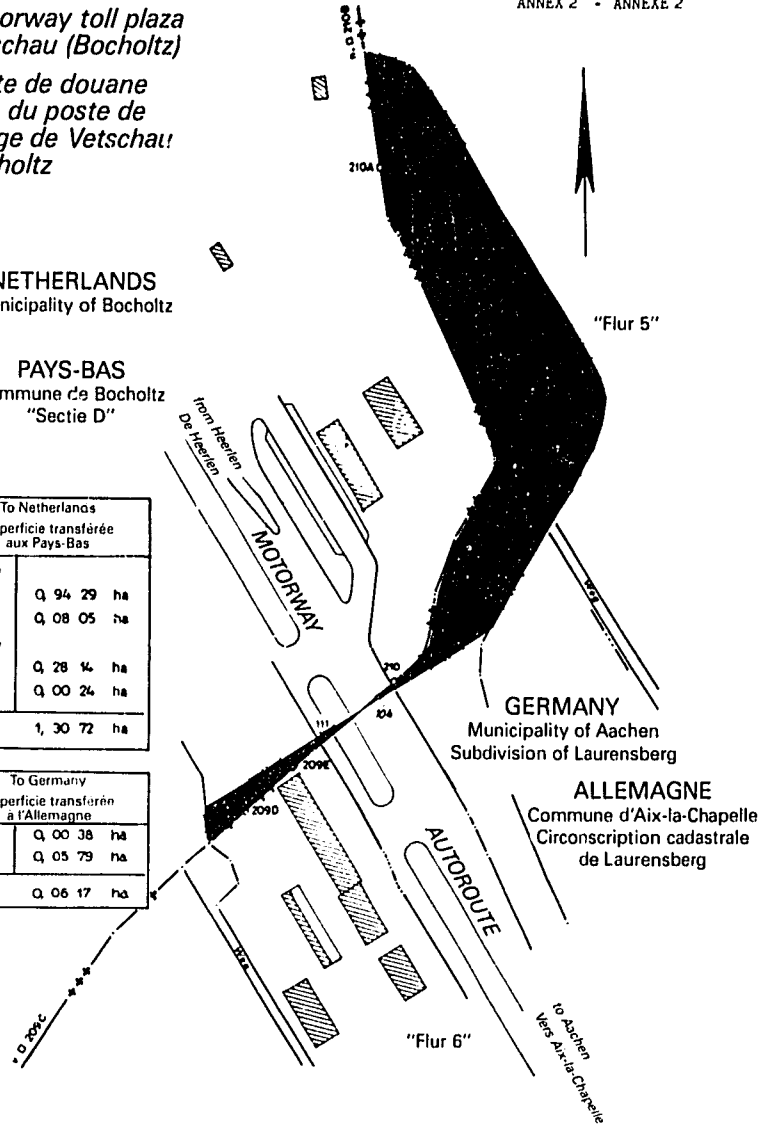 ANNEX 2 - ANNEXE 2
orway toll plaza
schau (Bocholtz)
te de douane
du poste de
ge de Vetschau
holtz
210B
210A
NETHERLANDS
nicipality of Bocholtz
"Flur 5"
PAYS-BAS
mmune de Bocholtz
"Sectie D"
from Heerlen
De Heerlen
To Netherlands
perficie transférée
aux Pays-Bas
0, 94 29 ha
0, 08 05 ha
0, 28 14 ha
0, 00 24 ha
1, 30 72 ha
MOTORWAY
Weg
210
104
111
209E
209D
GERMANY
Municipality of Aachen
Subdivision of Laurensberg
ALLEMAGNE
Commune d'Aix-la-Chapelle
Circonscription cadastrale
de Laurensberg
To Germany
perficie transférée
à l'Allemagne
0, 00 38 ha
0, 05 79 ha
0, 06 17 ha
AUTOROUTE
Weg
209C
"Flur 6"
to Aachen
Vers Aix-la-Chapelle